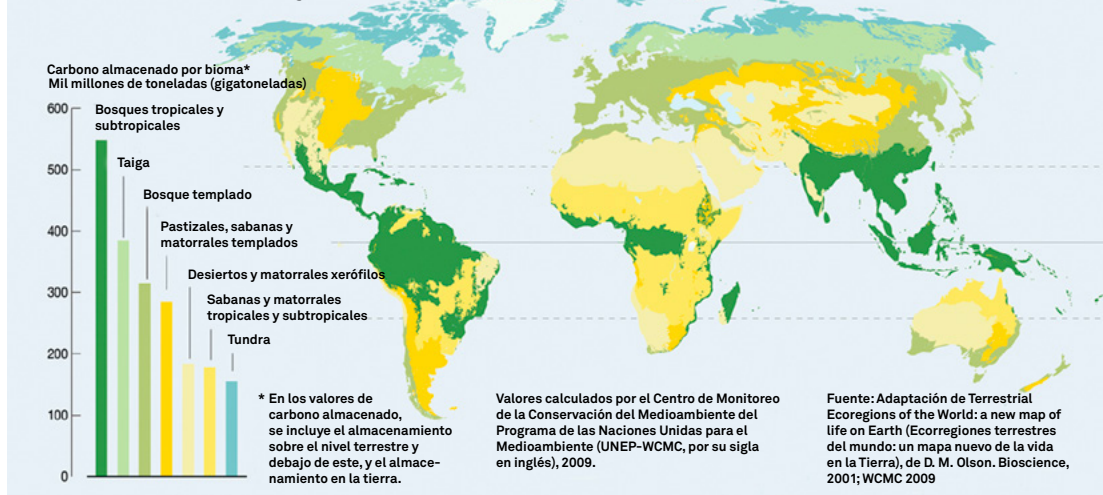 Carbono almacenado por bioma*
Mil millones de toneladas (gigatoneladas)
600
500
400
300
200
100
0
Bosques tropicales y
subtropicales
Taiga
Bosque templado
Pastizales, sabanas y
matorrales templados
Desiertos y matorrales xerófilos
Sabanas y matorrales
tropicales y subtropicales
Tundra
* En los valores de
carbono almacenado,
se incluye el almacenamiento
sobre el nivel terrestre y
debajo de este, y el almace-
namiento en la tierra.
Valores calculados por el Centro de Monitoreo
de la Conservación del Medioambiente del
Programa de las Naciones Unidas para el
Medioambiente (UNEP-WCMC, por su sigla
en inglés), 2009.
Fuente: Adaptación de Terrestrial
Ecoregions of the World: a new map of
life on Earth (Ecorregiones terrestres
del mundo: un mapa nuevo de la vida
en la Tierra), de D. M. Olson. Bioscience,
2001; WCMC 2009